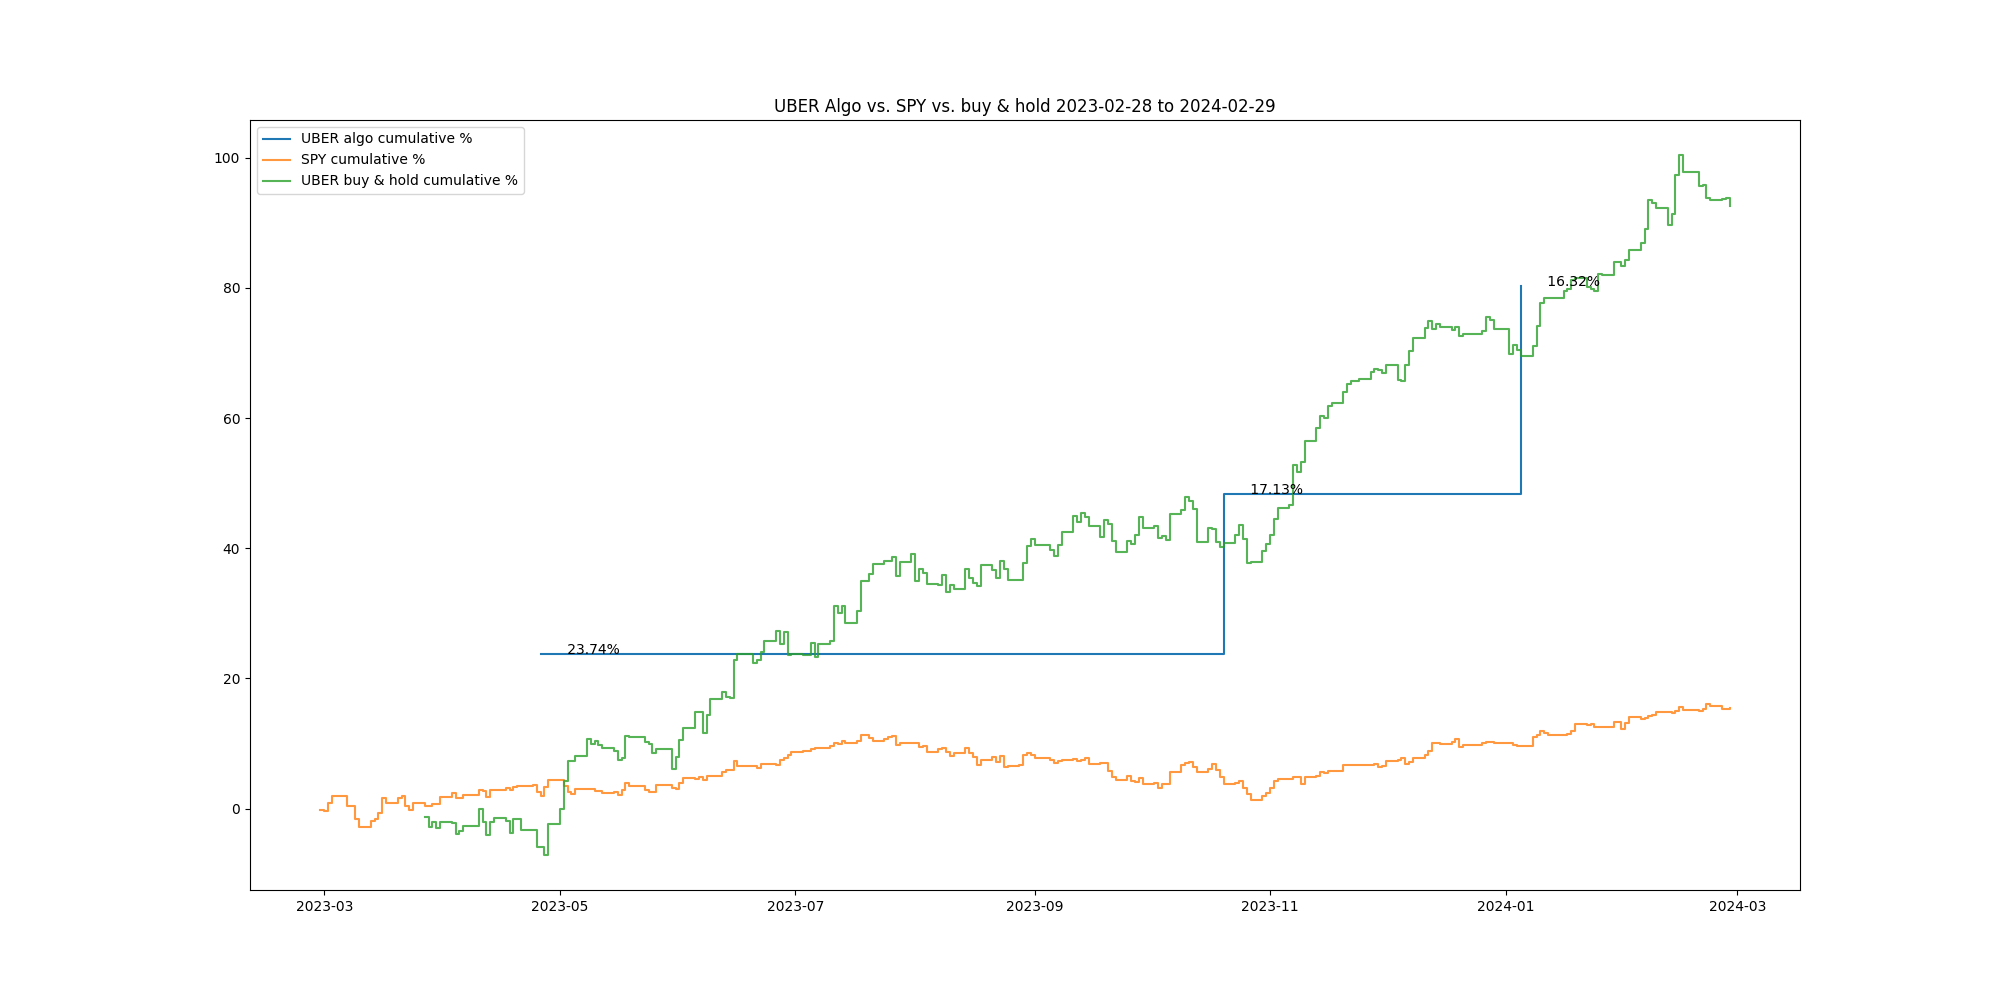 UBER Algo vs. SPY vs. buy & hold 2023-02-28 to 2024-02-29
UBER algo cumulative %
SPY cumulative %
UBER buy & hold cumulative %
100
80
60
40
20
0
16.32%
17.13%
23.74%
2023-03 2023-05 2023-07 2023-09 2023-11 2024-01 2024-03